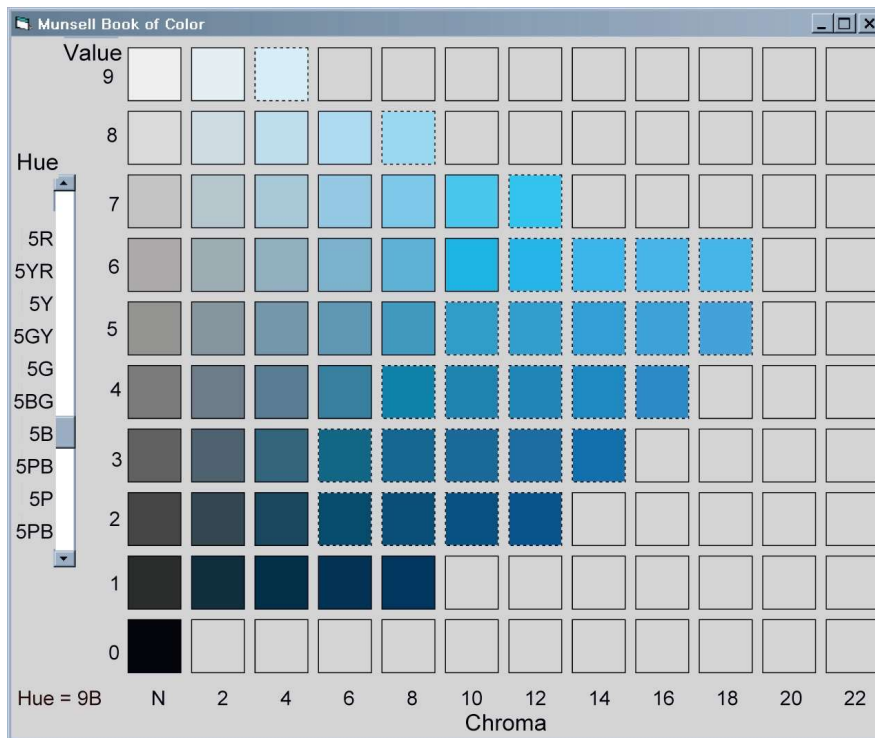 Munsell Book of Color
Value
9
8
Hue
7
5R
6
5YR
5Y
5
5GY
5G
4
5BG
5B
3
5PB
5P
2
5PB
1
0
Hue = 9B N 2 4 6 8 10 12 14 16 18 20 22
Chroma